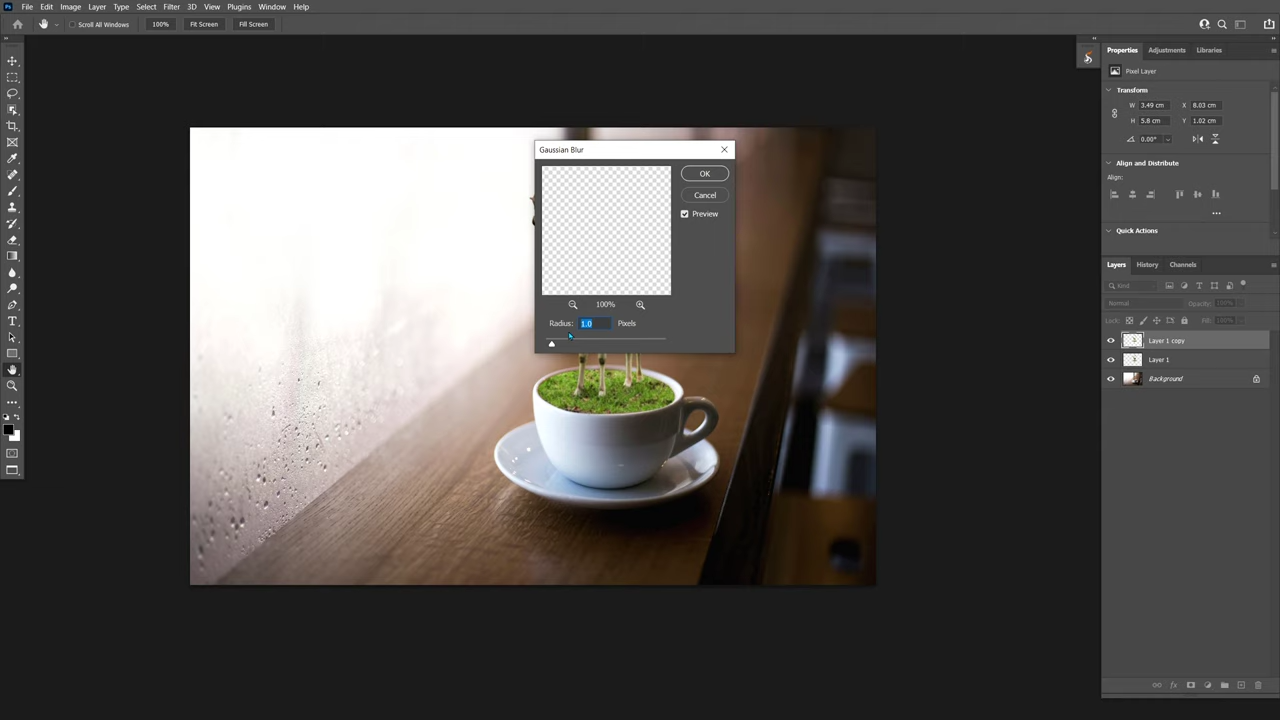 Ps File Edit Image Layer Type Select Filter 3D View Plugins Window Help
Scroll All Windows 100% Fit Screen Fill Screen
Properties Adjustments Libraries
Pixel Layer
Transform
W 3.49 cm X 8.03 cm
H 5.8 cm Y 1.02 cm
0.00°
Align and Distribute
Align:
Quick Actions
Layers History Channels
Kind
Normal Opacity: 100%
Lock: Fill: 100%
Layer 1 copy
Layer 1
Background
Gaussian Blur
OK
Cancel
Preview
100%
Radius: 1.0 Pixels